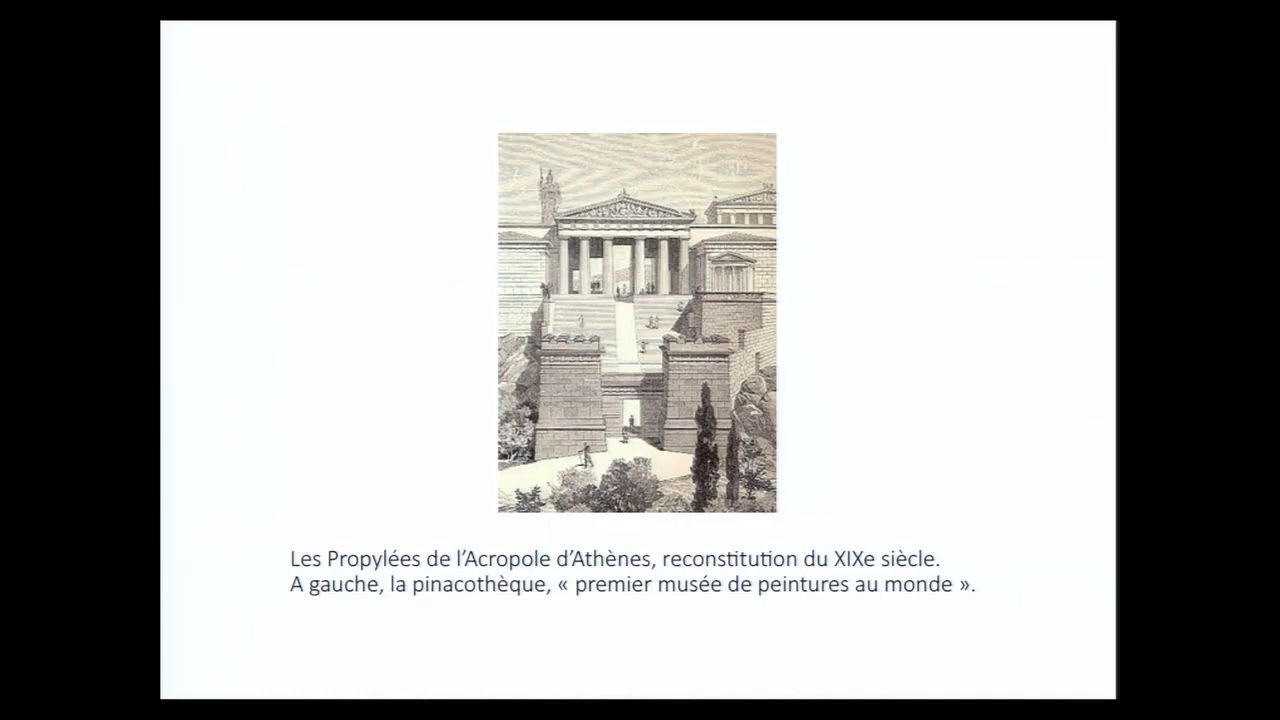 Les Propylées de l'Acropole d'Athènes, reconstitution du XIXe siècle.
A gauche, la pinacothèque, « premier musée de peintures au monde ».